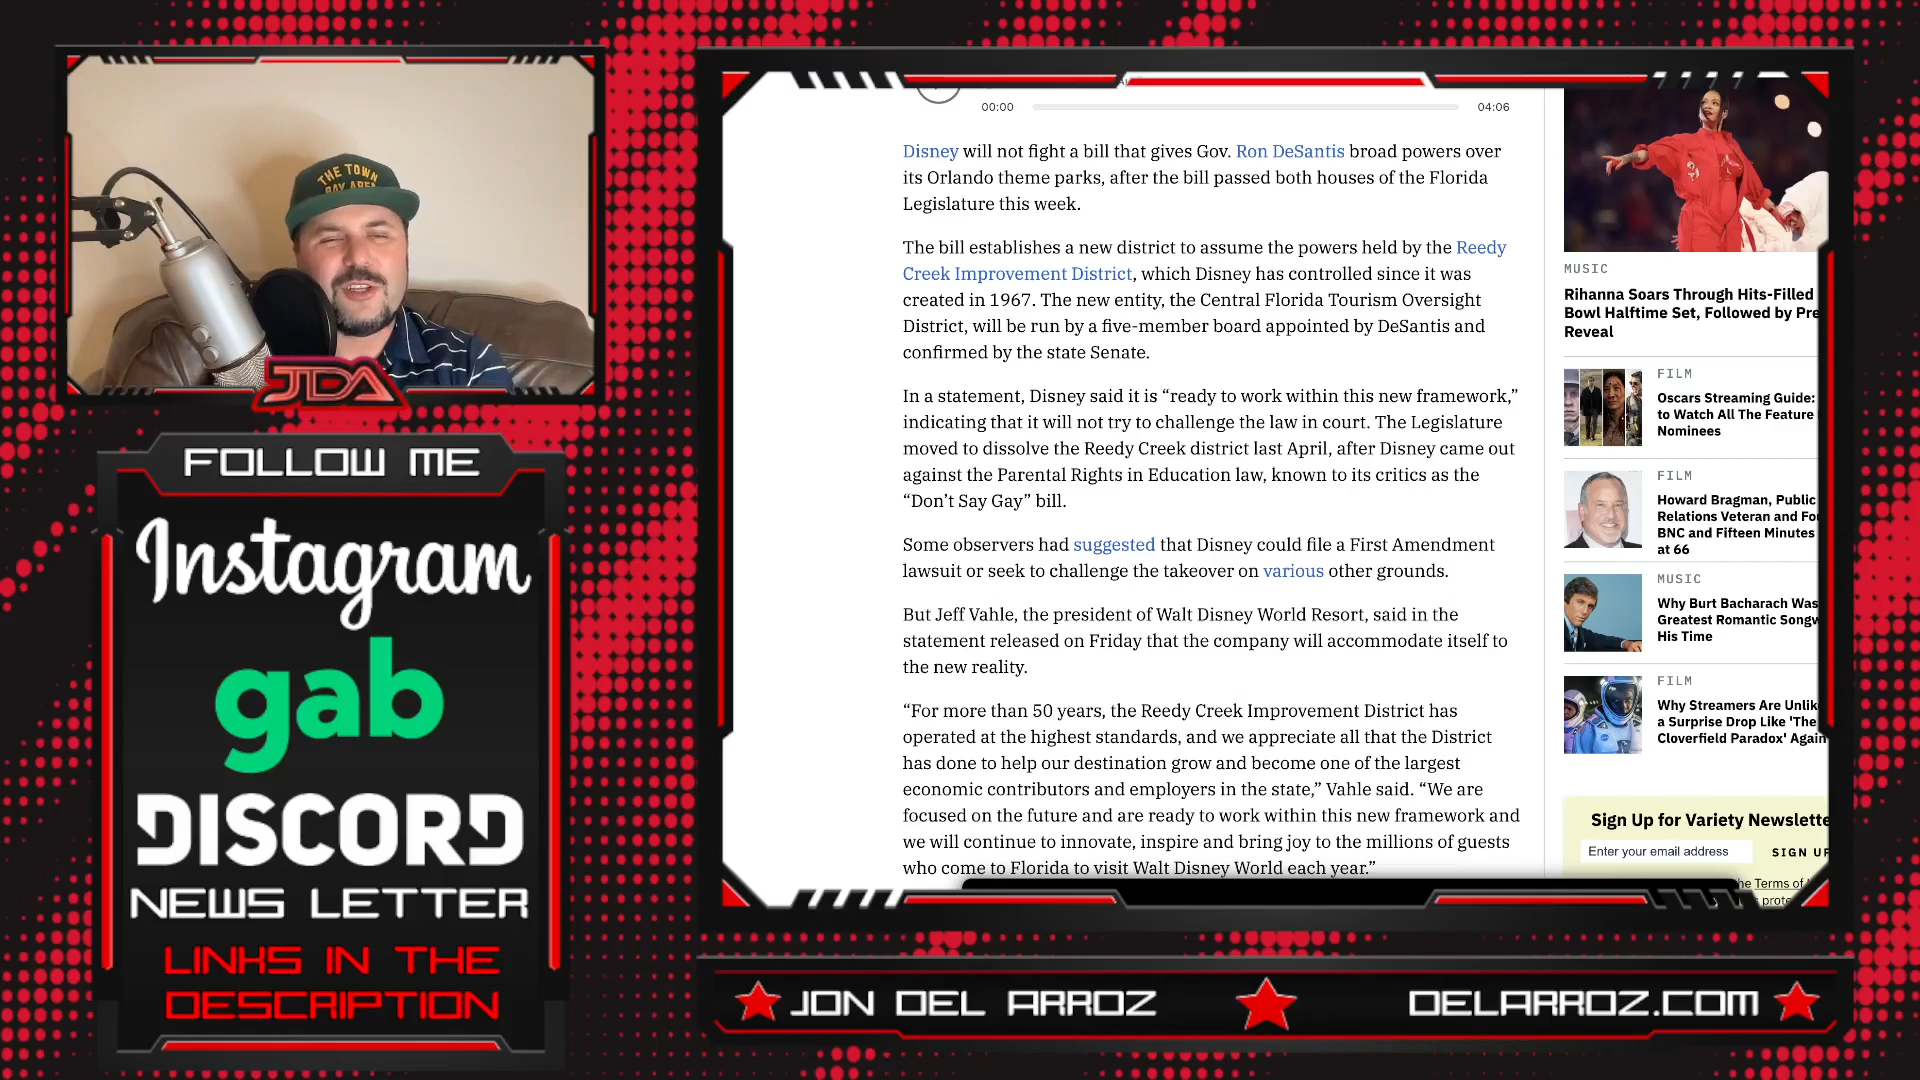 THE TOWN
BAY AREA
JDA
FOLLOW ME
Instagram
gab
DISCORD
NEWS LETTER
LINKS IN THE
DESCRIPTION
00:00
04:06
Disney will not fight a bill that gives Gov. Ron DeSantis broad powers over
its Orlando theme parks, after the bill passed both houses of the Florida
Legislature this week.
The bill establishes a new district to assume the powers held by the Reedy
Creek Improvement District, which Disney has controlled since it was
created in 1967. The new entity, the Central Florida Tourism Oversight
District, will be run by a five-member board appointed by DeSantis and
confirmed by the state Senate.
In a statement, Disney said it is “ready to work within this new framework,”
indicating that it will not try to challenge the law in court. The Legislature
moved to dissolve the Reedy Creek district last April, after Disney came out
against the Parental Rights in Education law, known to its critics as the
“Don’t Say Gay” bill.
Some observers had suggested that Disney could file a First Amendment
lawsuit or seek to challenge the takeover on various other grounds.
But Jeff Vahle, the president of Walt Disney World Resort, said in the
statement released on Friday that the company will accommodate itself to
the new reality.
“For more than 50 years, the Reedy Creek Improvement District has
operated at the highest standards, and we appreciate all that the District
has done to help our destination grow and become one of the largest
economic contributors and employers in the state,” Vahle said. “We are
focused on the future and are ready to work within this new framework and
we will continue to innovate, inspire and bring joy to the millions of guests
who come to Florida to visit Walt Disney World each year.”
MUSIC
Rihanna Soars Through Hits-Filled
Bowl Halftime Set, Followed by Pre
Reveal
FILM
Oscars Streaming Guide:
to Watch All The Feature
Nominees
FILM
Howard Bragman, Public
Relations Veteran and Fou
BNC and Fifteen Minutes
at 66
MUSIC
Why Burt Bacharach Was
Greatest Romantic Songw
His Time
FILM
Why Streamers Are Unlik
a Surprise Drop Like 'The
Cloverfield Paradox' Again
Sign Up for Variety Newslette
Enter your email address
SIGN UP
he Terms of
s prote
JON DEL ARROZ
DELARROZ.COM